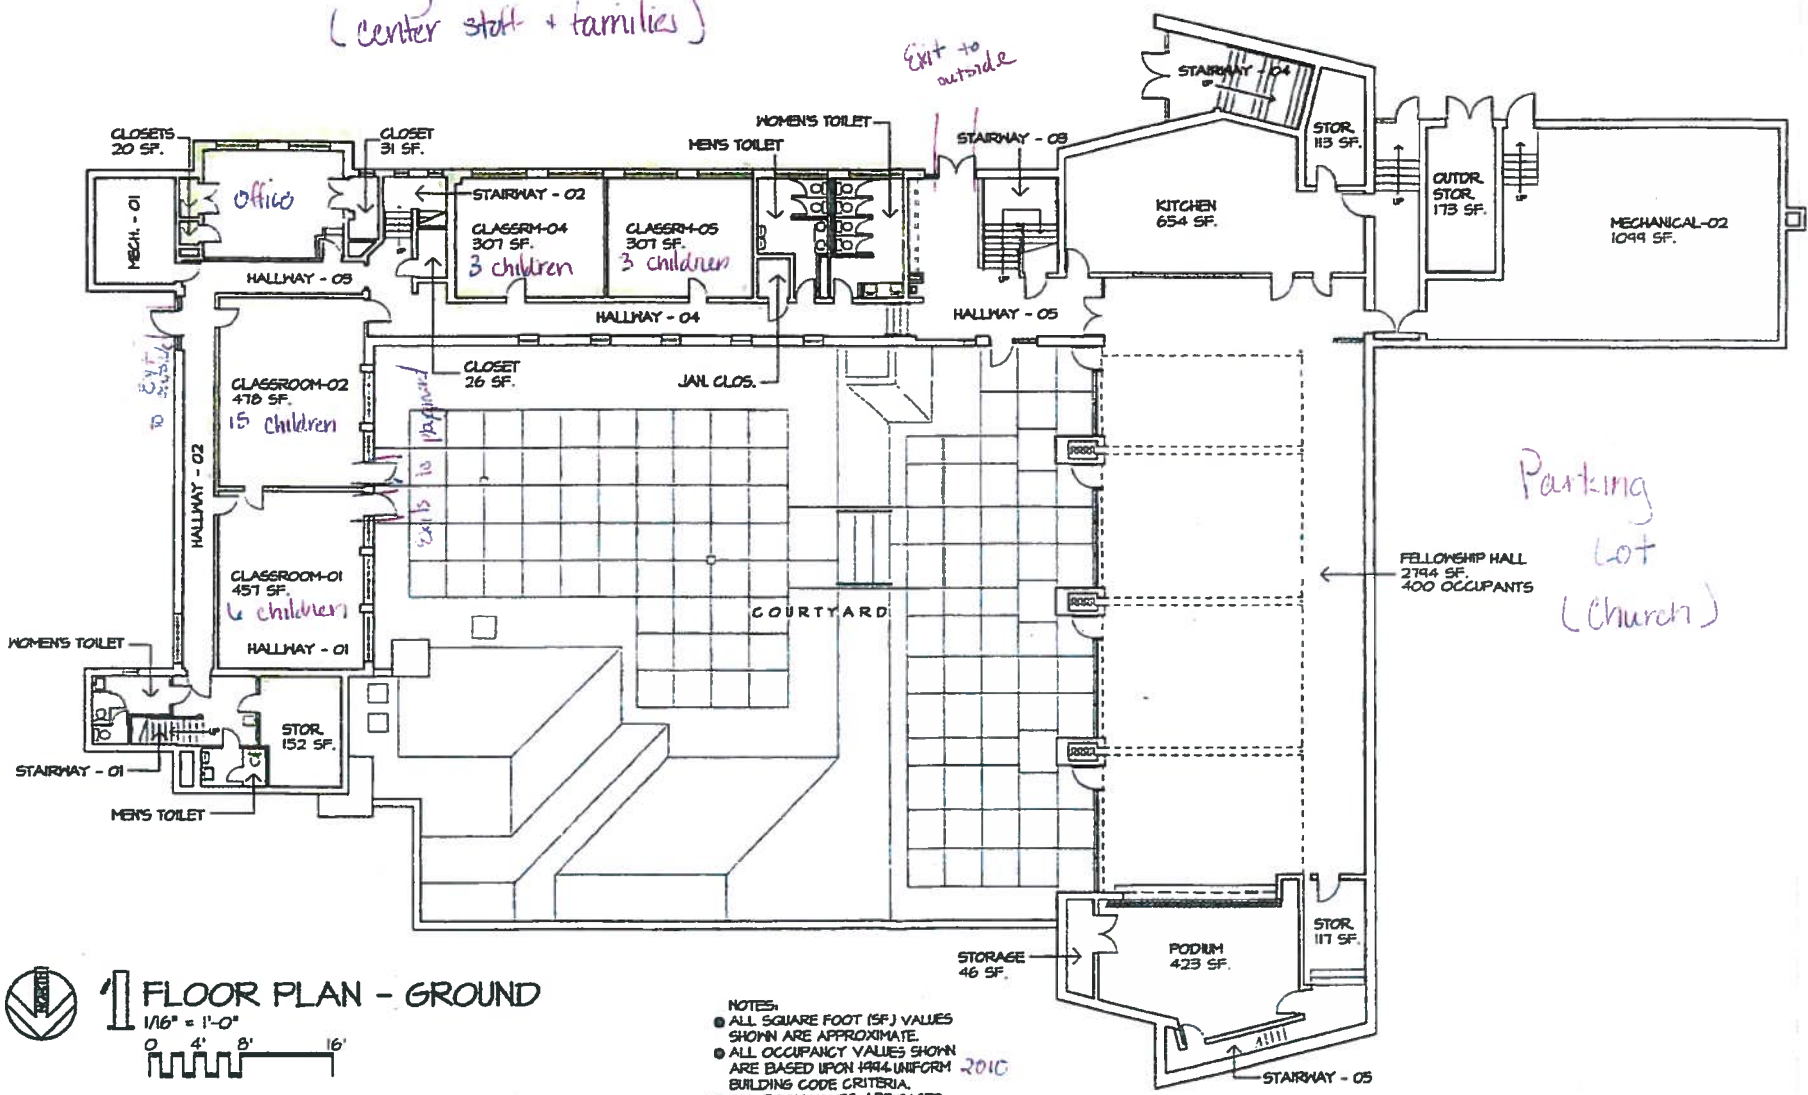 (center staff + families)
Exit to
outside
STAIRWAY - 04
CLOSETS
20 SF.
CLOSET
31 SF.
MEN'S TOILET
WOMEN'S TOILET
STAIRWAY - 03
STOR.
113 SF.
MECH. - 01
Office
STAIRWAY - 02
CLASSRM-04
307 SF.
3 children
CLASSRM-05
307 SF.
3 children
KITCHEN
654 SF.
OUTDR.
STOR.
173 SF.
MECHANICAL-02
1099 SF.
HALLWAY - 03
HALLWAY - 04
HALLWAY - 05
to
Exit
outside
CLASSROOM-02
478 SF.
15 children
CLOSET
26 SF.
JAN. CLOS.
Exits to playground
HALLWAY - 02
Parking
Lot
(Church)
CLASSROOM-01
457 SF.
6 children
HALLWAY - 01
COURTYARD
FELLOWSHIP HALL
2794 SF.
400 OCCUPANTS
WOMEN'S TOILET
STOR.
152 SF.
STAIRWAY - 01
MEN'S TOILET
STORAGE
46 SF.
PODIUM
423 SF.
STOR.
117 SF.
STAIRWAY - 05
NORTH
1 FLOOR PLAN - GROUND
1/16" = 1'-0"
0 4' 8' 16'
NOTES:
ALL SQUARE FOOT (SF.) VALUES
SHOWN ARE APPROXIMATE.
ALL OCCUPANCY VALUES SHOWN
ARE BASED UPON 1994 UNIFORM 2010
BUILDING CODE CRITERIA.